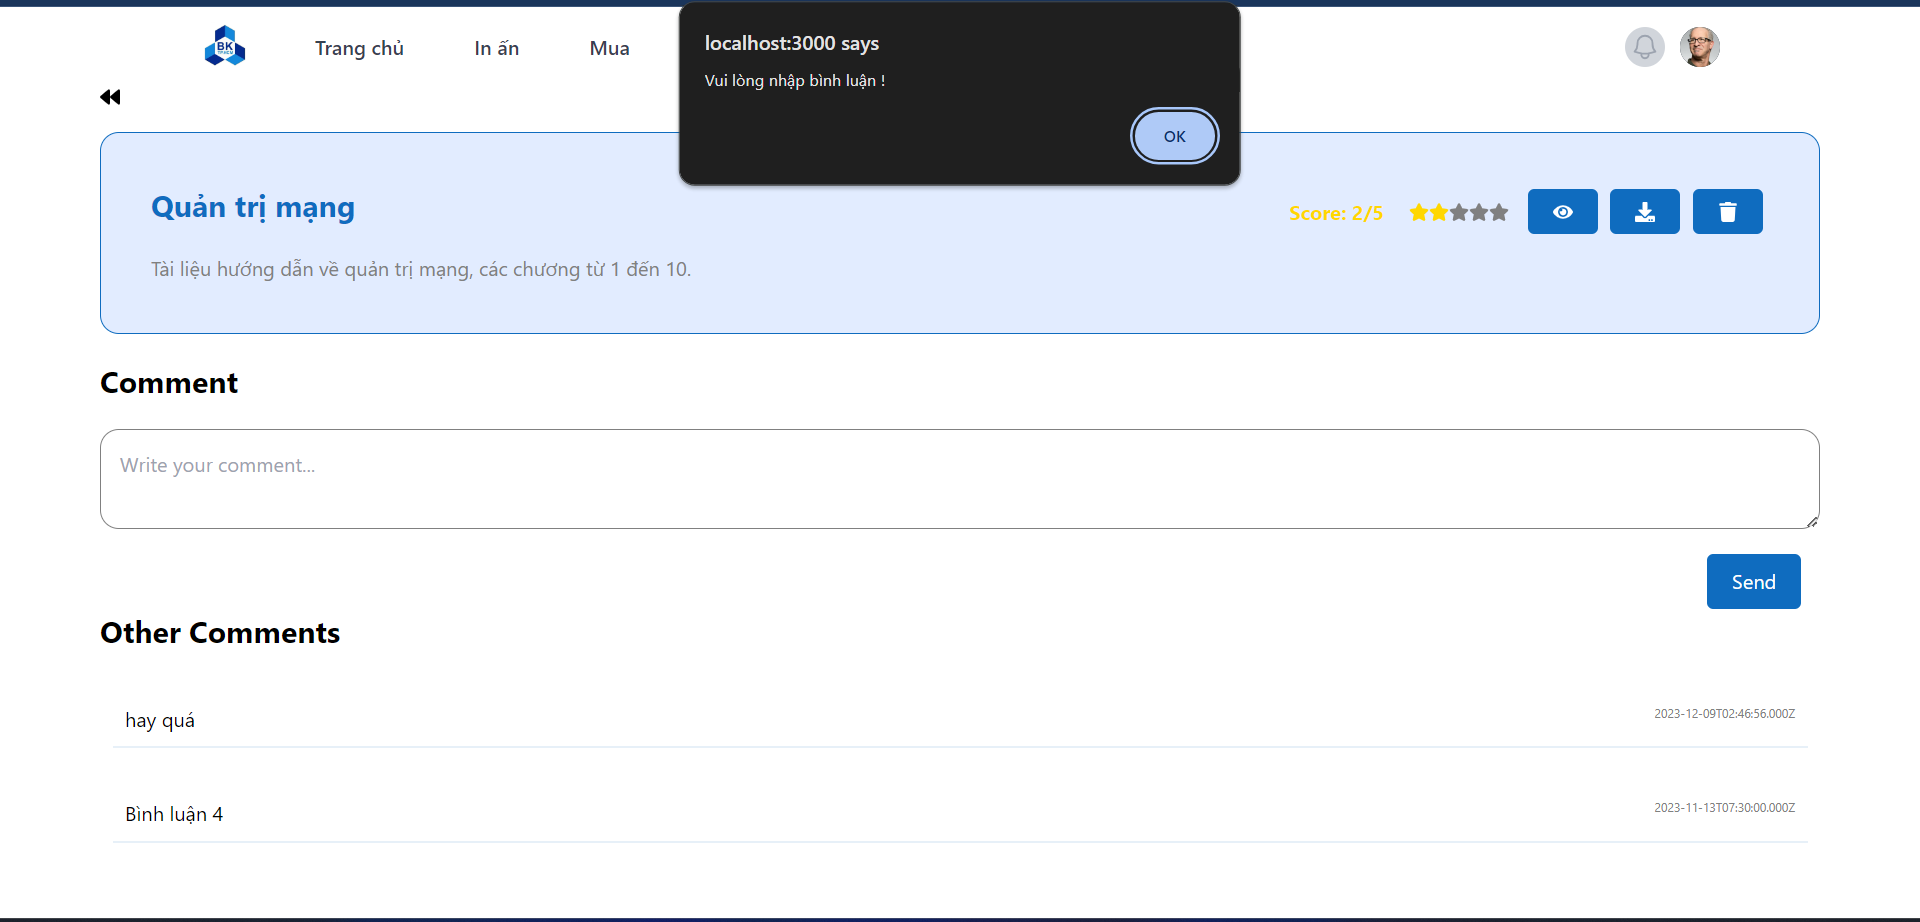 localhost:3000 says
Vui lòng nhập bình luận !
OK
BK
TP.HCM
Trang chủ
In ấn
Mua
Quản trị mạng
Score: 2/5
Tài liệu hướng dẫn về quản trị mạng, các chương từ 1 đến 10.
Comment
Write your comment...
Send
Other Comments
hay quá
2023-12-09T02:46:56.000Z
Bình luận 4
2023-11-13T07:30:00.000Z